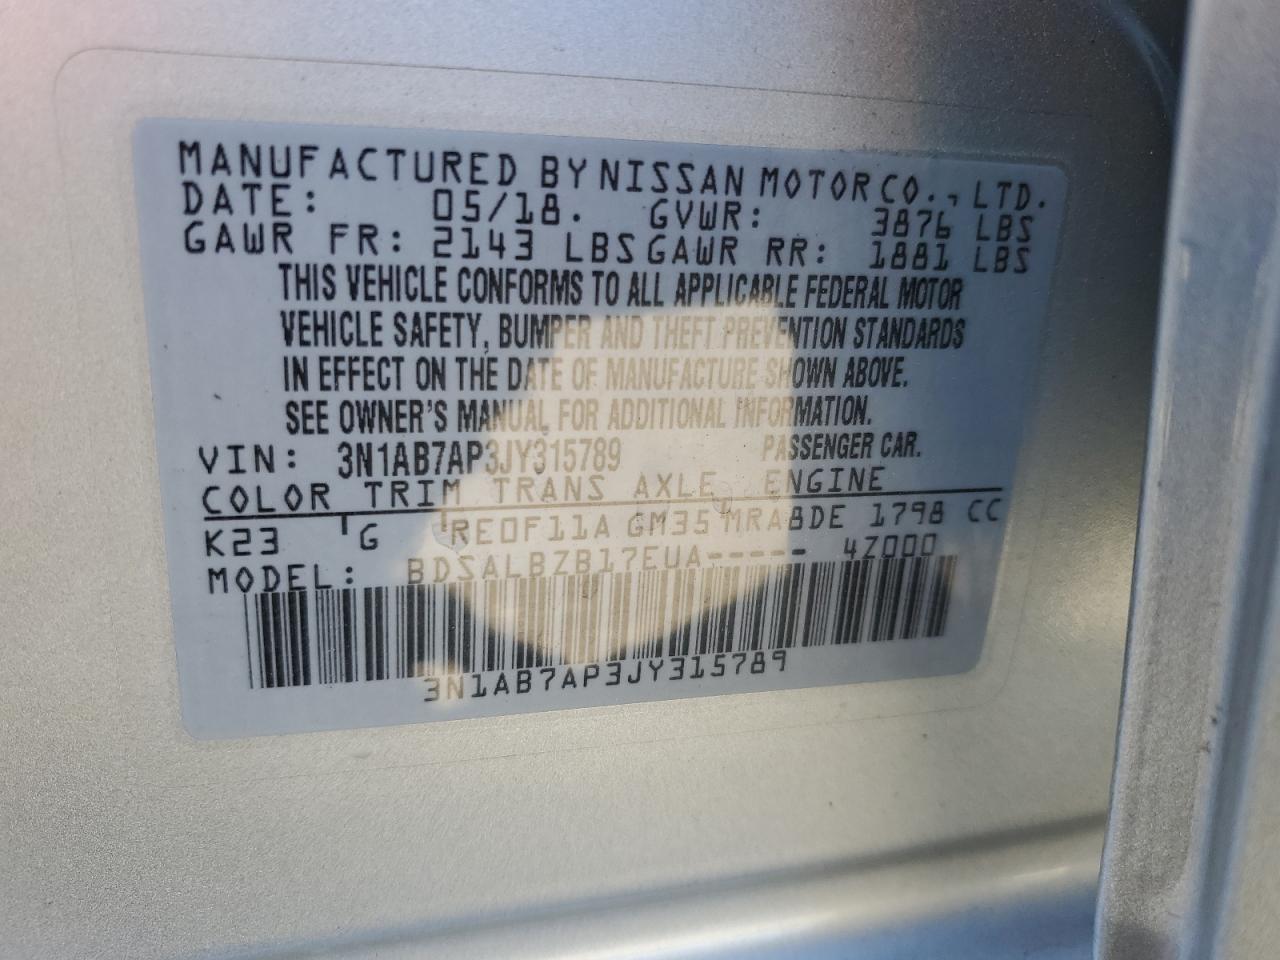 MANUFACTURED BY NISSAN MOTOR CO., LTD.
DATE: 05/18. GVWR: 3876 LBS
GAWR FR: 2143 LBS GAWR RR: 1881 LBS
THIS VEHICLE CONFORMS TO ALL APPLICABLE FEDERAL MOTOR
VEHICLE SAFETY, BUMPER AND THEFT PREVENTION STANDARDS
IN EFFECT ON THE DATE OF MANUFACTURE SHOWN ABOVE.
SEE OWNER'S MANUAL FOR ADDITIONAL INFORMATION.
VIN: 3N1AB7AP3JY315789 PASSENGER CAR.
COLOR TRIM TRANS AXLE ENGINE
K23 G RE0F11A GM35 MRA8DE 1798 CC
MODEL: BDSALBZB17EUA----- 4Z000
3N1AB7AP3JY315789